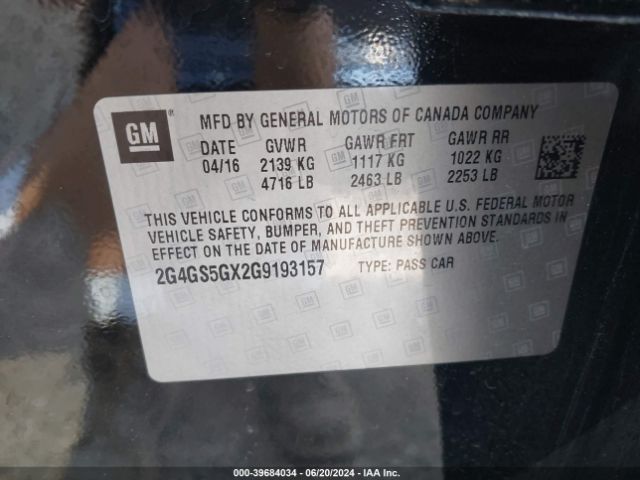 GM ®
MFD BY GENERAL MOTORS OF CANADA COMPANY
DATE GVWR GAWR FRT GAWR RR
04/16 2139 KG 1117 KG 1022 KG
4716 LB 2463 LB 2253 LB
THIS VEHICLE CONFORMS TO ALL APPLICABLE U.S. FEDERAL MOTOR
VEHICLE SAFETY, BUMPER, AND THEFT PREVENTION STANDARDS IN
EFFECT ON THE DATE OF MANUFACTURE SHOWN ABOVE.
2G4GS5GX2G9193157 TYPE: PASS CAR
000-39684034 / 06/20/2024 - IAA Inc.